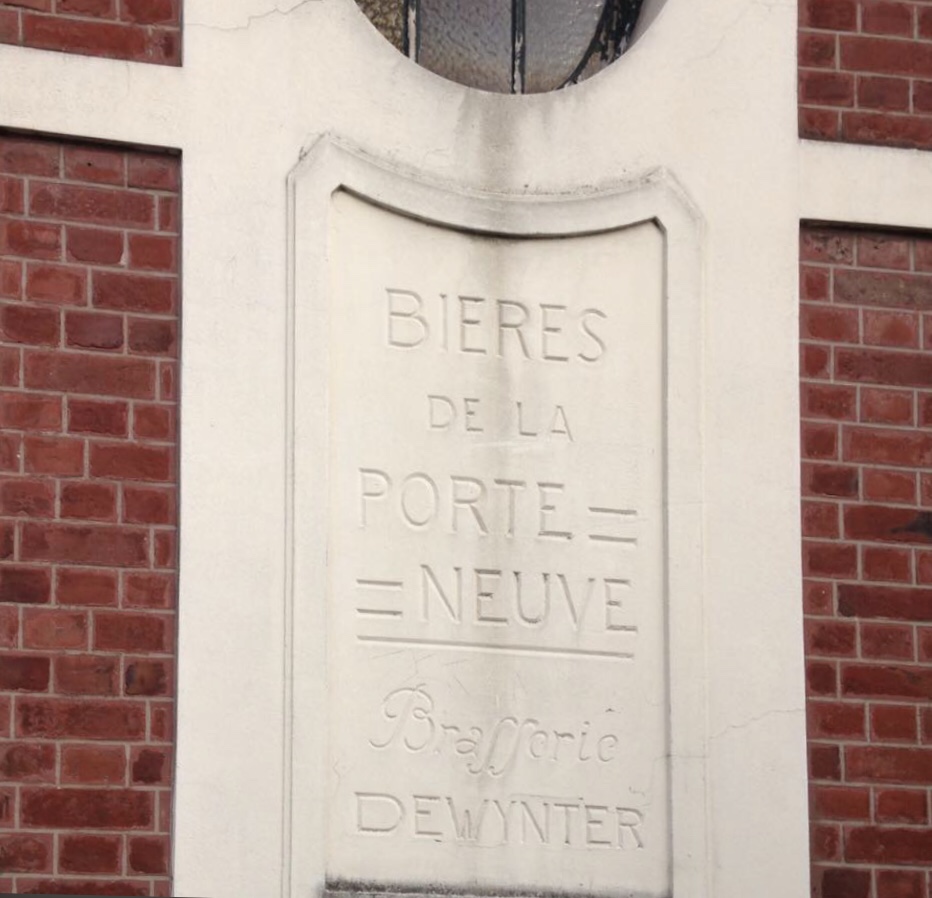 BIERES
DE LA
PORTE =
= NEUVE
Brasserie
DEWYNTER